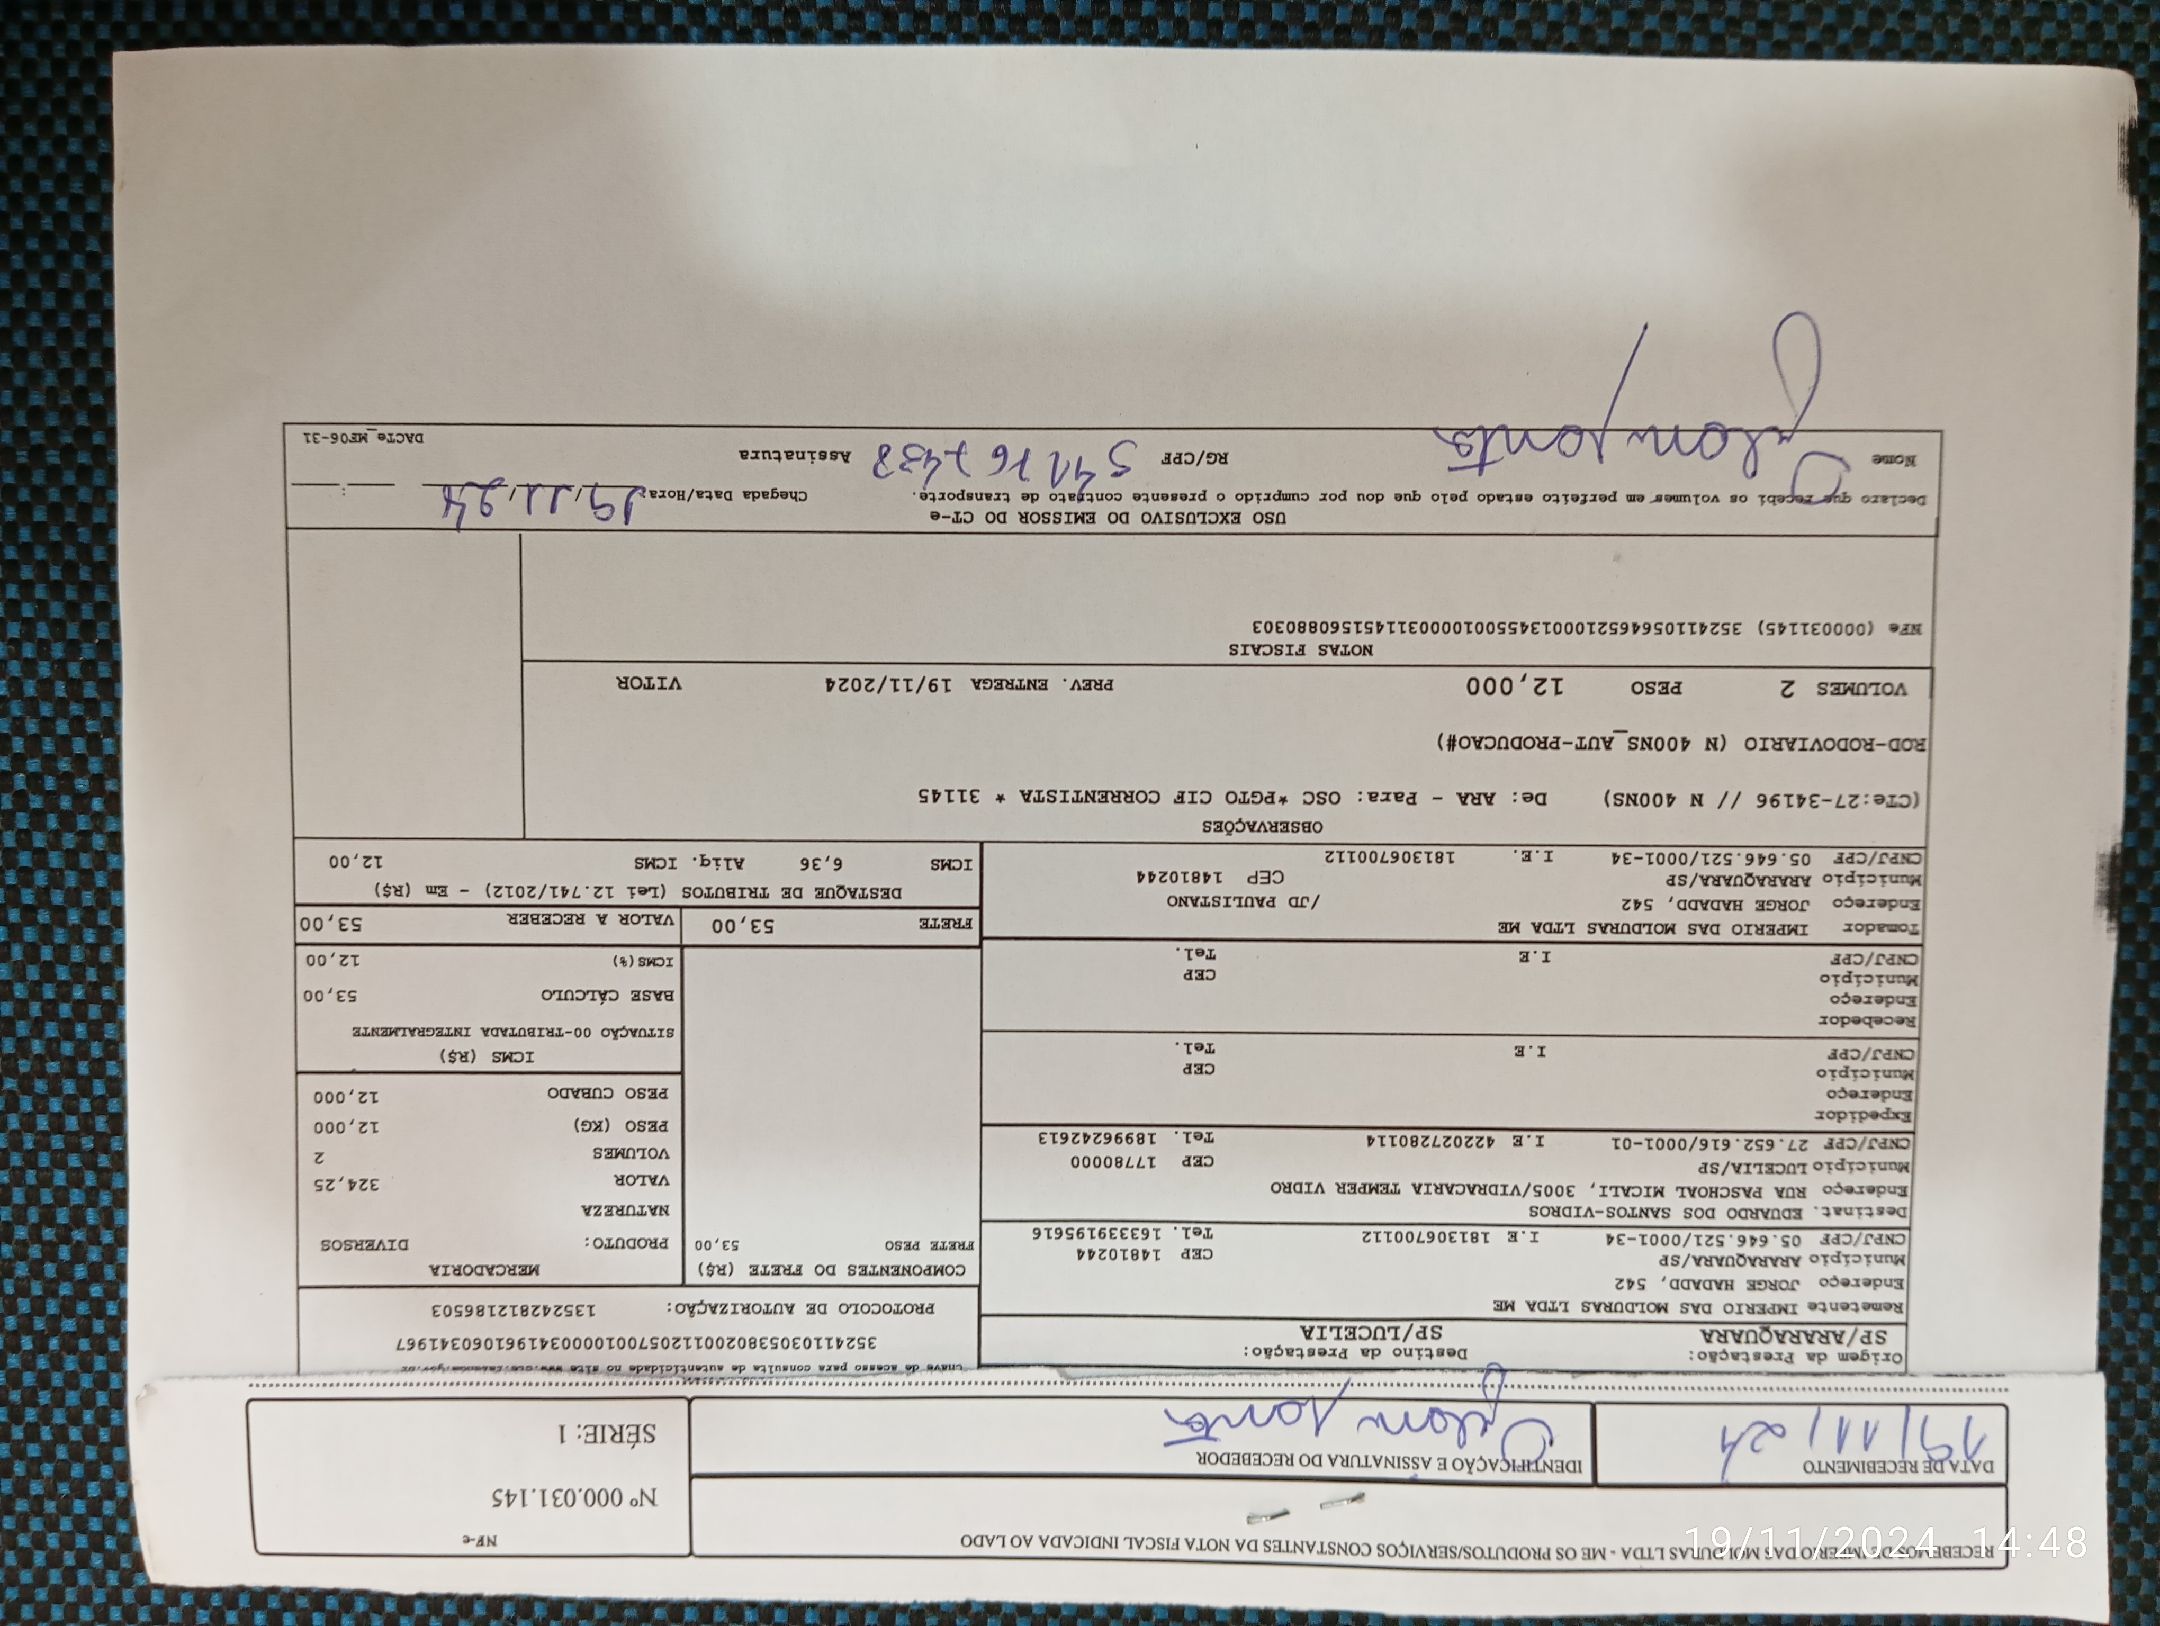 RECEBEMOS DE IMPERIO DAS MOLDURAS LTDA - ME OS PRODUTOS/SERVIÇOS CONSTANTES DA NOTA FISCAL INDICADA AO LADO
NF-e
Nº 000.031.145
SÉRIE: 1
DATA DE RECEBIMENTO
19/11/24
IDENTIFICAÇÃO E ASSINATURA DO RECEBEDOR
Origem da Prestação:
SP/ARARAQUARA
Destino da Prestação:
SP/LUCELIA
Chave de acesso para consulta de autenticidade no site
35241103053802001120570010000341961060341967
PROTOCOLO DE AUTORIZAÇÃO: 135242812186503
Remetente IMPERIO DAS MOLDURAS LTDA ME
Endereço JORGE HADADD, 542
Município ARARAQUARA/SP CEP 14810244
CNPJ/CPF 05.646.521/0001-34 I.E 181306700112 Tel. 16339195616
Destinat. EDUARDO DOS SANTOS-VIDROS
Endereço RUA PASCHOAL MICALI, 3005/VIDRACARIA TEMPER VIDRO
Município LUCELIA/SP CEP 17780000
CNPJ/CPF 27.652.616/0001-01 I.E 422027280114 Tel. 18996242613
Expedidor
Endereço
Município CEP
CNPJ/CPF I.E Tel.
Recebedor
Endereço
Município CEP
CNPJ/CPF I.E Tel.
Tomador IMPERIO DAS MOLDURAS LTDA ME
Endereço JORGE HADADD, 542 /JD PAULISTANO
Município ARARAQUARA/SP CEP 14810244
CNPJ/CPF 05.646.521/0001-34 I.E. 181306700112
COMPONENTES DO FRETE (R$)
FRETE PESO 53,00
MERCADORIA
PRODUTO: DIVERSOS
NATUREZA
VALOR 324,25
VOLUMES 2
PESO (KG) 12,000
PESO CUBADO 12,000
ICMS (R$)
SITUAÇÃO 00-TRIBUTADA INTEGRALMENTE
BASE CÁLCULO 53,00
ICMS(%) 12,00
FRETE 53,00
VALOR A RECEBER 53,00
DESTAQUE DE TRIBUTOS (Lei 12.741/2012) - Em (R$)
ICMS 6,36 Aliq. ICMS 12,00
OBSERVAÇÕES
(CTe:27-34196 // N 400NS) De: ARA - Para: OSC *PGTO CIF CORRENTISTA * 31145
ROD-RODOVIARIO (N 400NS_AUT-PRODUCAO#)
VOLUMES 2 PESO 12,000 PREV. ENTREGA 19/11/2024 VITOR
NOTAS FISCAIS
NFe (000031145) 35241105646521000134550010000311451560880303
USO EXCLUSIVO DO EMISSOR DO CT-e
Declaro que recebi os volumes em perfeito estado pelo que dou por cumprido o presente contrato de transporte. Chegada Data/Hora 19/11/24 :
Nome RG/CPF Assinatura
DACTe_MF06-31
19/11/2024 14:48